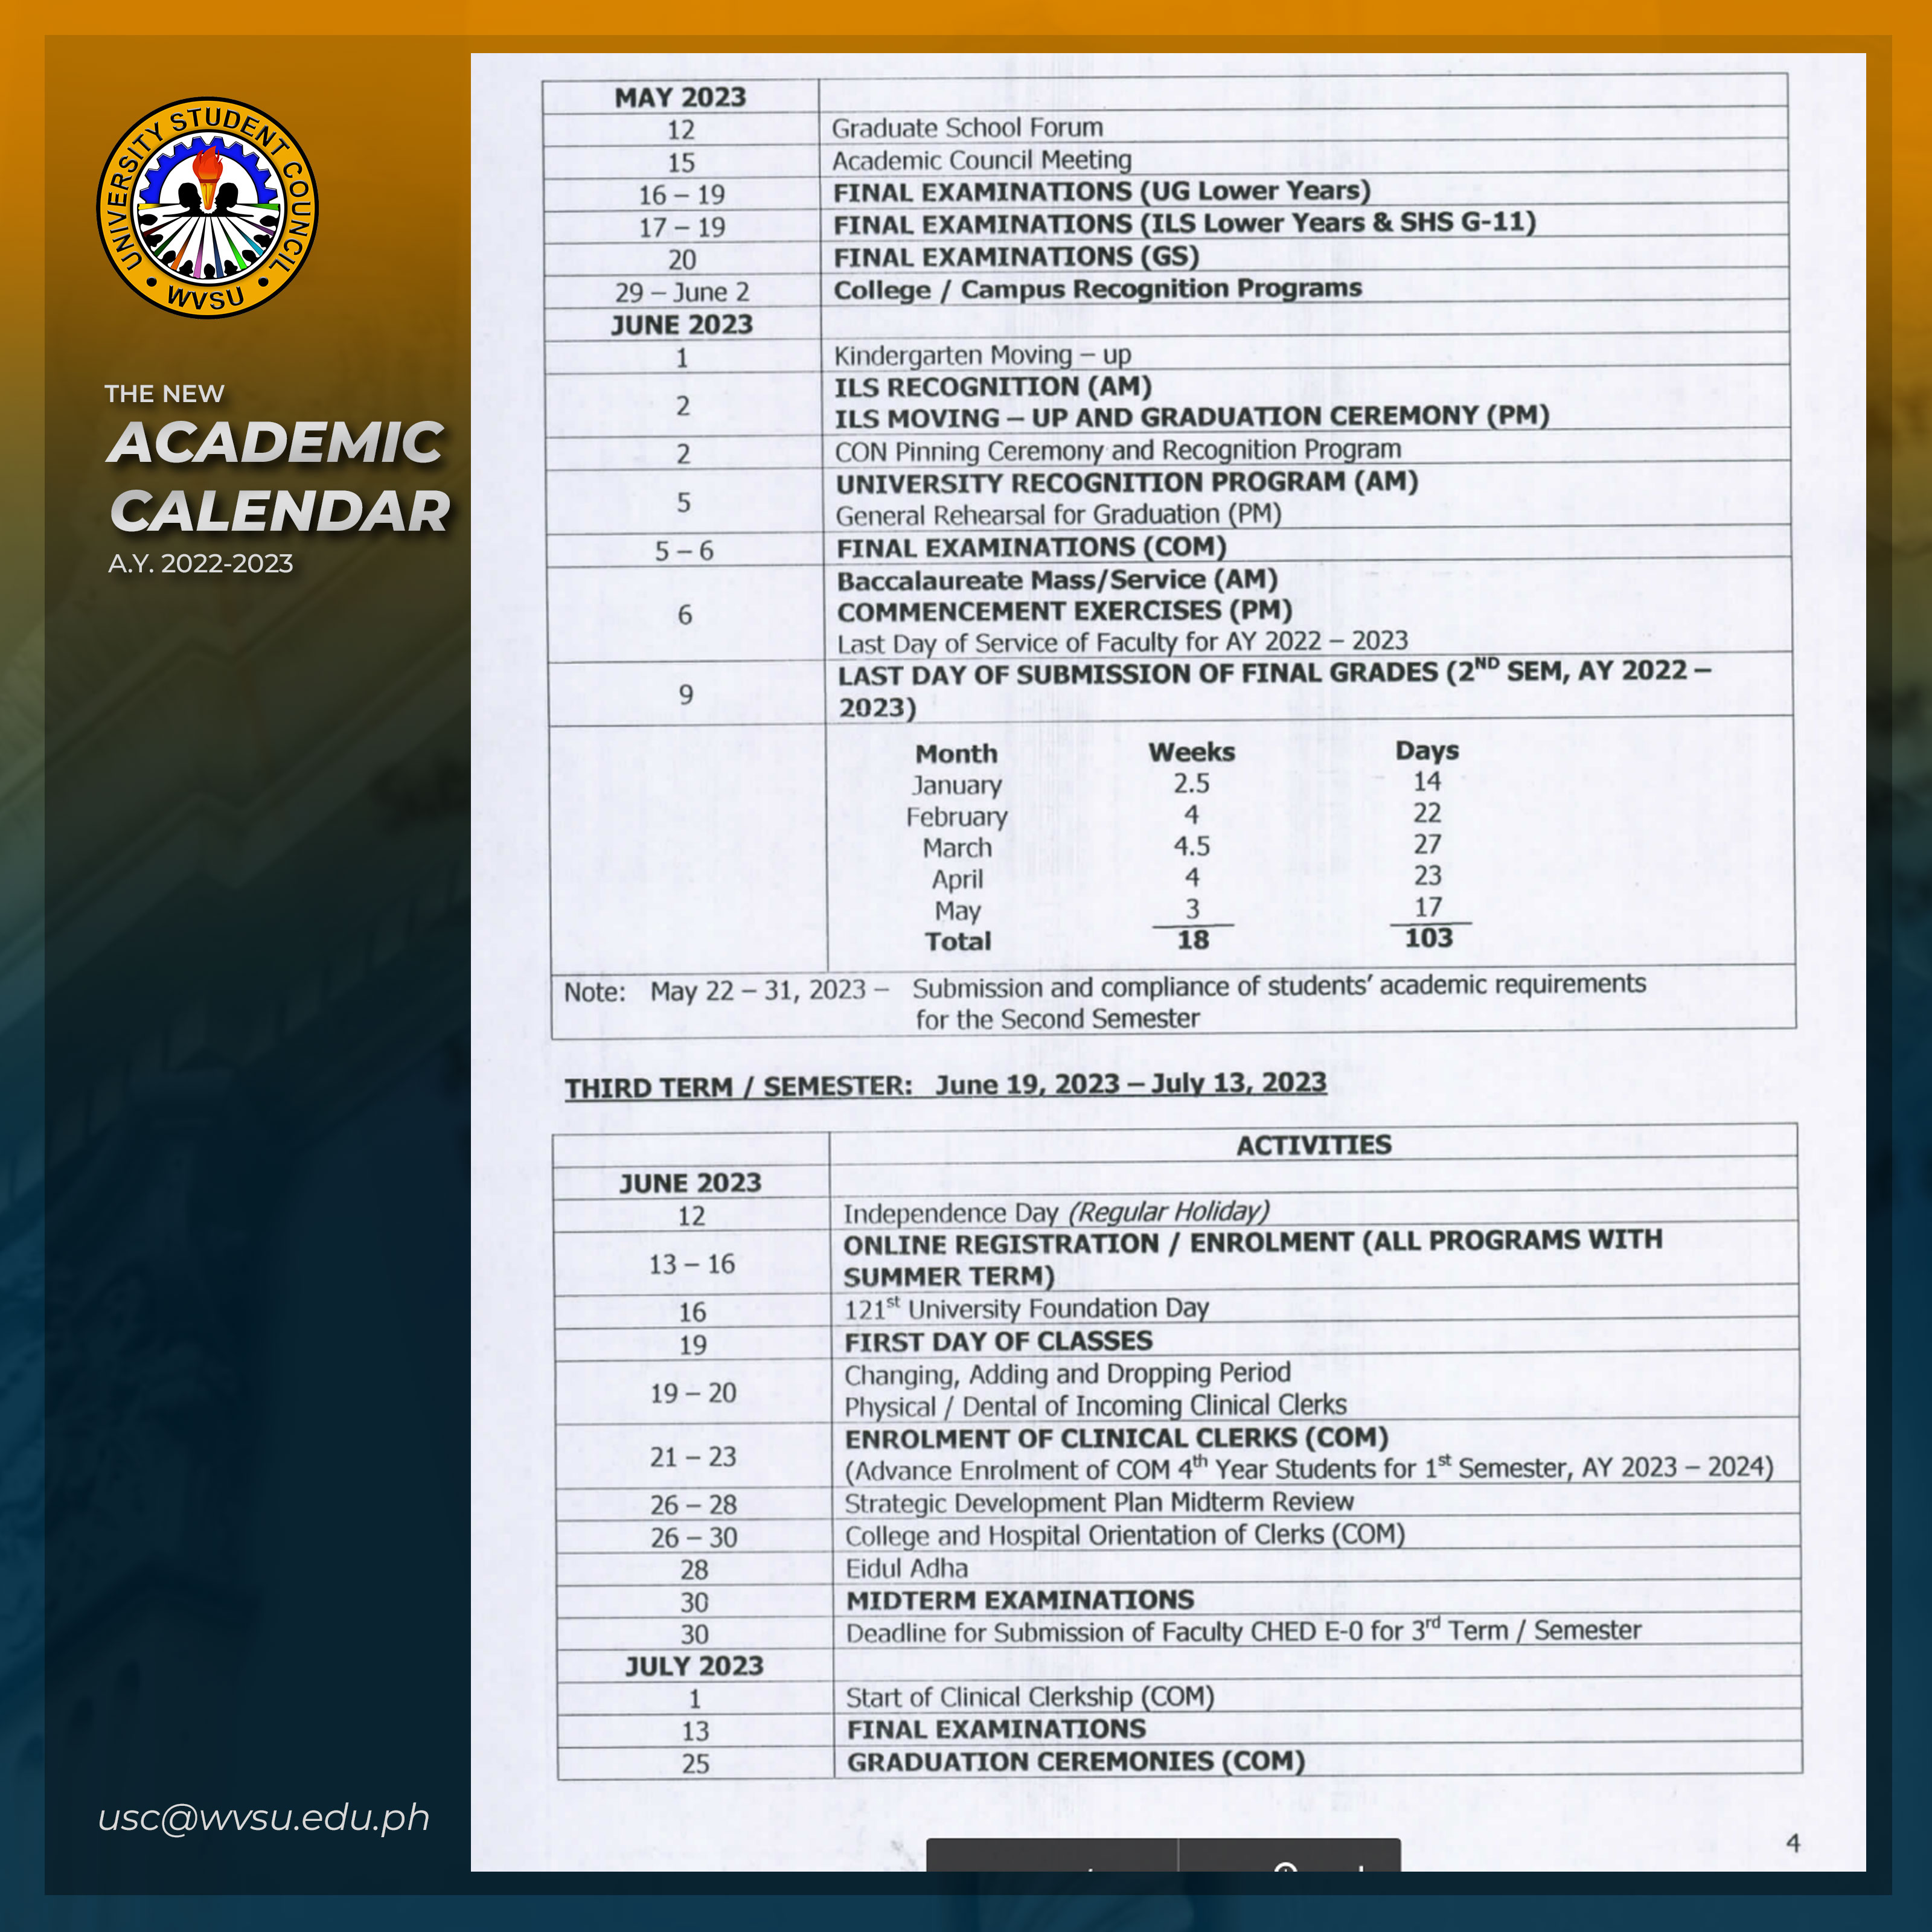 UNIVERSITY STUDENT COUNCIL
• WVSU •
THE NEW
ACADEMIC
CALENDAR
A.Y. 2022-2023
usc@wvsu.edu.ph
MAY 2023
12 Graduate School Forum
15 Academic Council Meeting
16 – 19 FINAL EXAMINATIONS (UG Lower Years)
17 – 19 FINAL EXAMINATIONS (ILS Lower Years & SHS G-11)
20 FINAL EXAMINATIONS (GS)
29 – June 2 College / Campus Recognition Programs
JUNE 2023
1 Kindergarten Moving – up
2 ILS RECOGNITION (AM)
ILS MOVING – UP AND GRADUATION CEREMONY (PM)
2 CON Pinning Ceremony and Recognition Program
5 UNIVERSITY RECOGNITION PROGRAM (AM)
General Rehearsal for Graduation (PM)
5 – 6 FINAL EXAMINATIONS (COM)
6 Baccalaureate Mass/Service (AM)
COMMENCEMENT EXERCISES (PM)
Last Day of Service of Faculty for AY 2022 – 2023
9 LAST DAY OF SUBMISSION OF FINAL GRADES (2ND SEM, AY 2022 –
2023)
Month Weeks Days
January 2.5 14
February 4 22
March 4.5 27
April 4 23
May 3 17
Total 18 103
Note: May 22 – 31, 2023 – Submission and compliance of students’ academic requirements
for the Second Semester
THIRD TERM / SEMESTER: June 19, 2023 – July 13, 2023
ACTIVITIES
JUNE 2023
12 Independence Day (Regular Holiday)
13 – 16 ONLINE REGISTRATION / ENROLMENT (ALL PROGRAMS WITH
SUMMER TERM)
16 121st University Foundation Day
19 FIRST DAY OF CLASSES
19 – 20 Changing, Adding and Dropping Period
Physical / Dental of Incoming Clinical Clerks
21 – 23 ENROLMENT OF CLINICAL CLERKS (COM)
(Advance Enrolment of COM 4th Year Students for 1st Semester, AY 2023 – 2024)
26 – 28 Strategic Development Plan Midterm Review
26 – 30 College and Hospital Orientation of Clerks (COM)
28 Eidul Adha
30 MIDTERM EXAMINATIONS
30 Deadline for Submission of Faculty CHED E-0 for 3rd Term / Semester
JULY 2023
1 Start of Clinical Clerkship (COM)
13 FINAL EXAMINATIONS
25 GRADUATION CEREMONIES (COM)
4